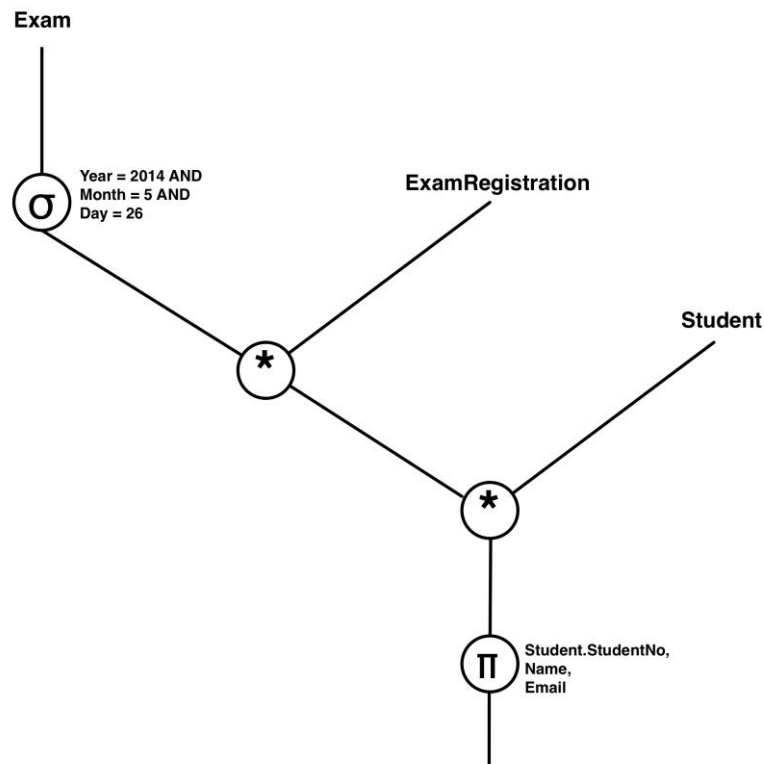 Exam
Year = 2014 AND
Month = 5 AND
Day = 26
σ
ExamRegistration
Student
*
*
π
Student.StudentNo,
Name,
Email